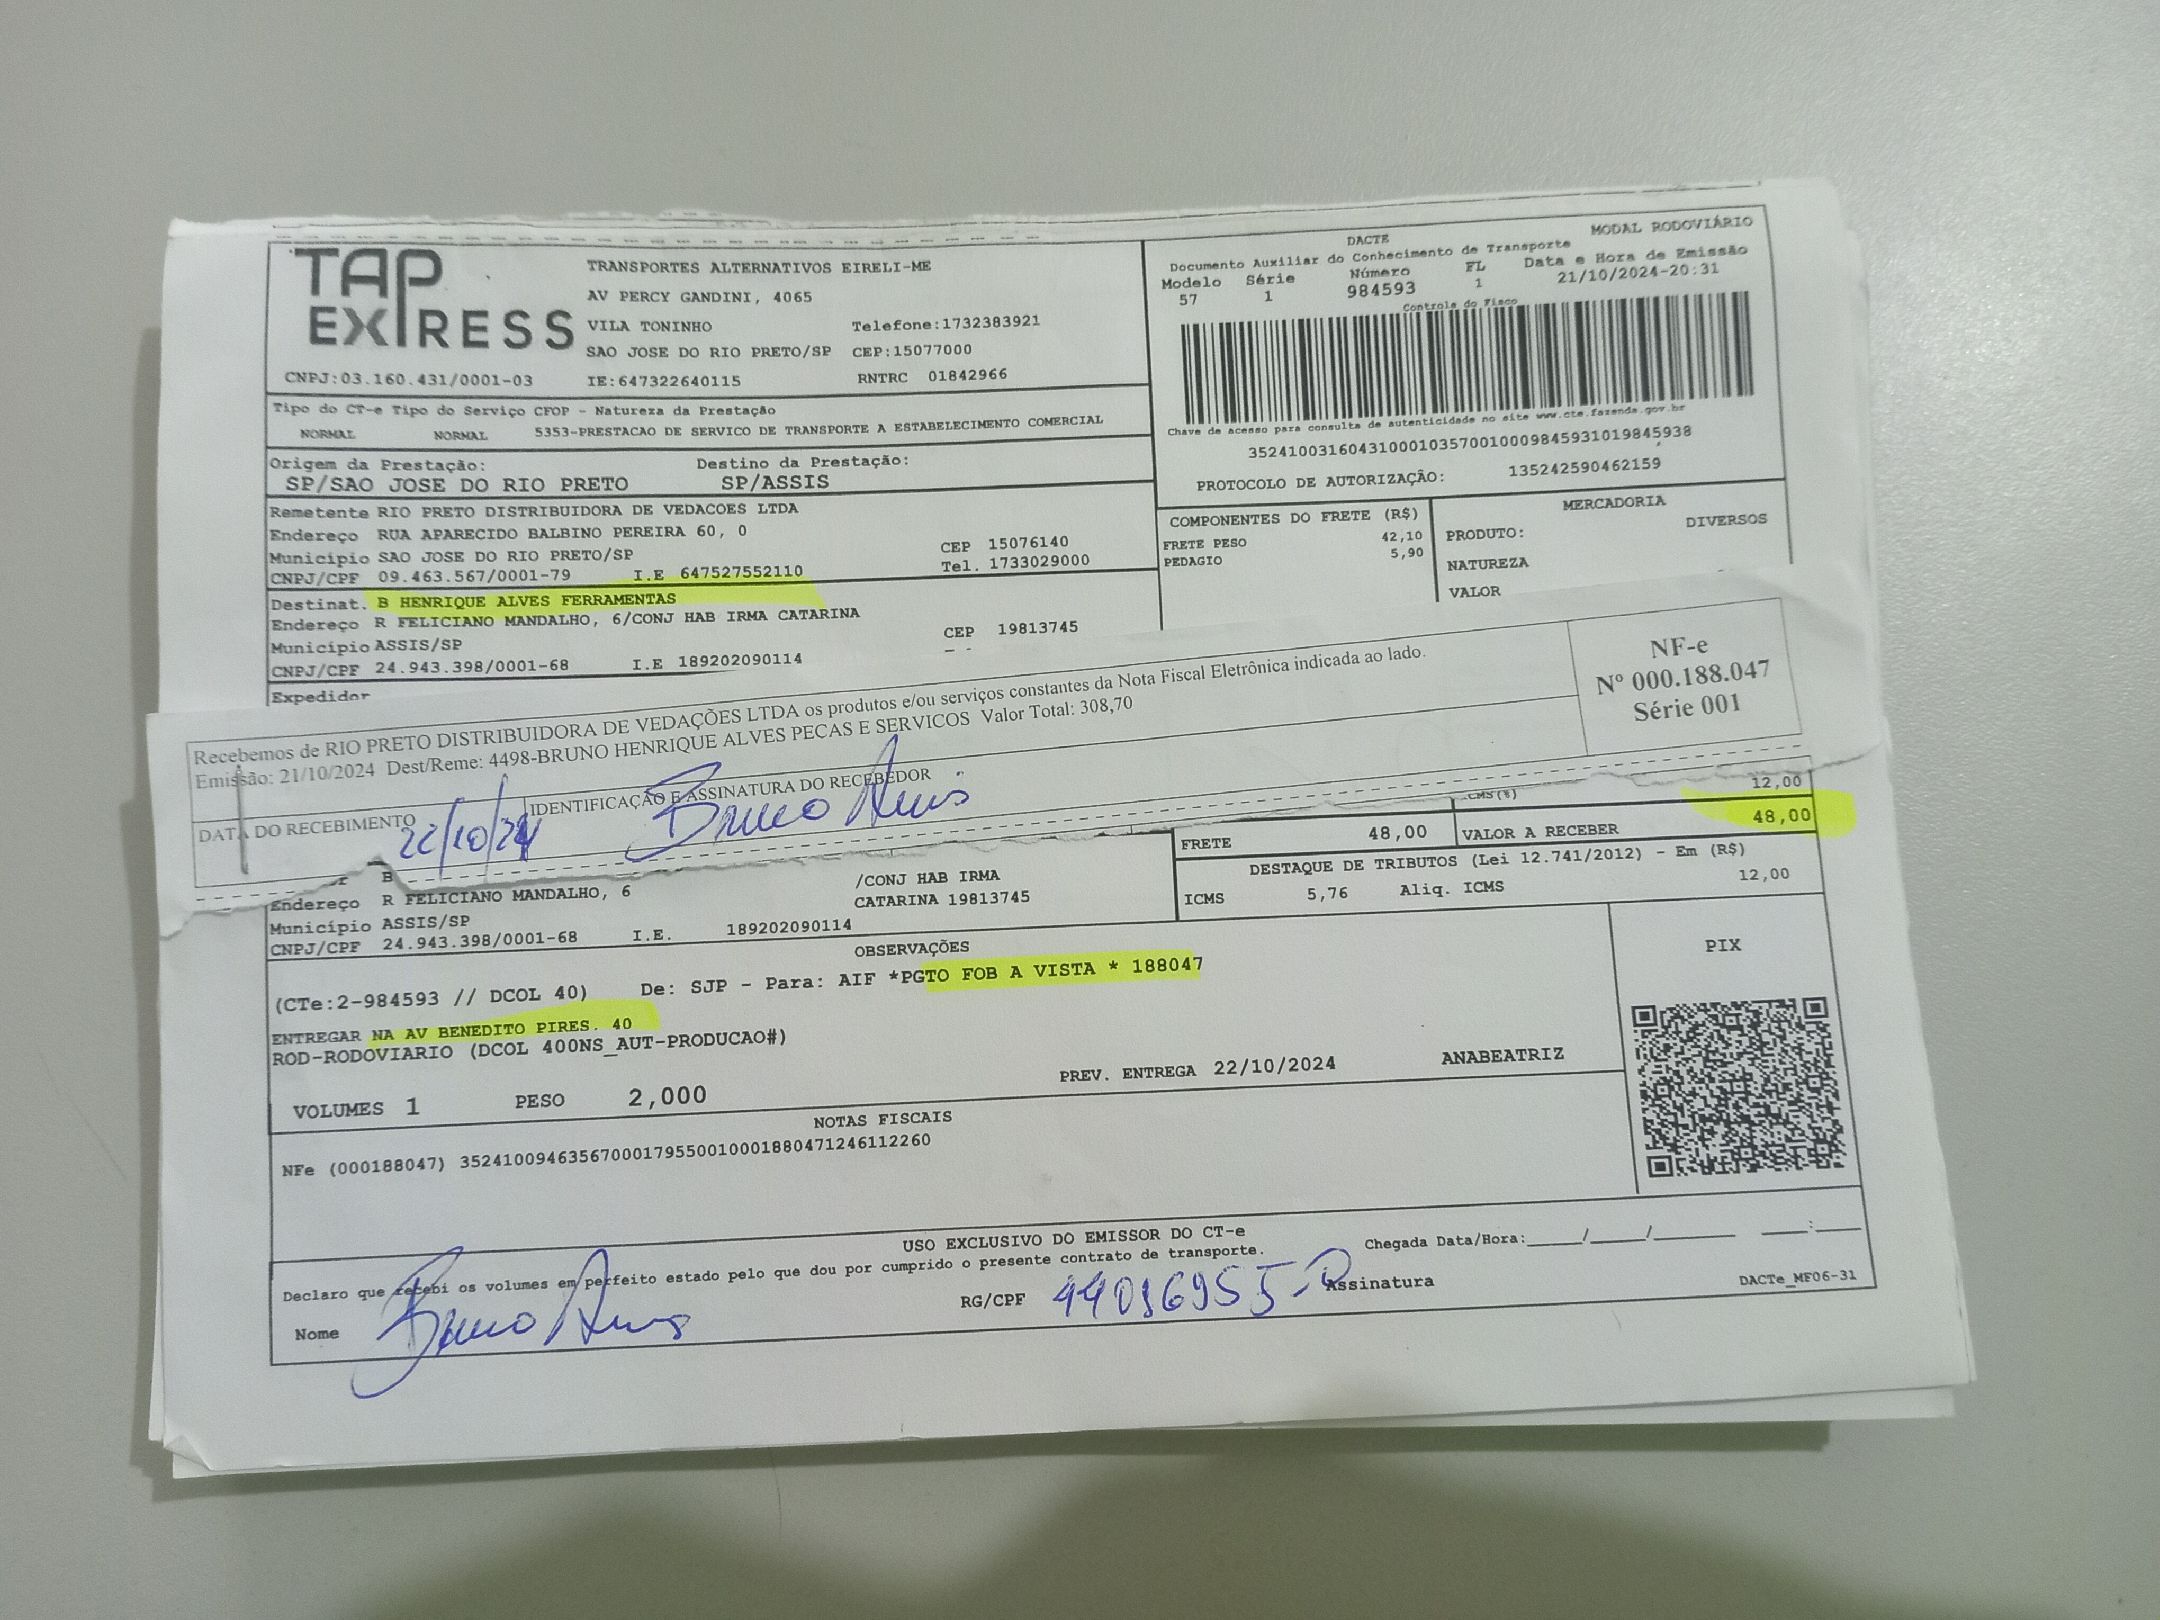 TAP EXPRESS
TRANSPORTES ALTERNATIVOS EIRELI-ME
AV PERCY GANDINI, 4065
VILA TONINHO Telefone:1732383921
SAO JOSE DO RIO PRETO/SP CEP:15077000
CNPJ:03.160.431/0001-03 IE:647322640115 RNTRC 01842966
DACTE MODAL RODOVIÁRIO
Documento Auxiliar do Conhecimento de Transporte
Modelo Série Número FL Data e Hora de Emissão
57 1 984593 1 21/10/2024-20:31
Controle do Fisco
Chave de acesso para consulta de autenticidade no site www.cte.fazenda.gov.br
35241003160431000103570010009845931019845938
PROTOCOLO DE AUTORIZAÇÃO: 135242590462159
Tipo do CT-e Tipo do Serviço CFOP - Natureza da Prestação
NORMAL NORMAL 5353-PRESTACAO DE SERVICO DE TRANSPORTE A ESTABELECIMENTO COMERCIAL
Origem da Prestação: Destino da Prestação:
SP/SAO JOSE DO RIO PRETO SP/ASSIS
Remetente RIO PRETO DISTRIBUIDORA DE VEDACOES LTDA
Endereço RUA APARECIDO BALBINO PEREIRA 60, 0
Município SAO JOSE DO RIO PRETO/SP CEP 15076140
CNPJ/CPF 09.463.567/0001-79 I.E 647527552110 Tel. 1733029000
COMPONENTES DO FRETE (R$)
FRETE PESO 42,10
PEDAGIO 5,90
MERCADORIA
PRODUTO: DIVERSOS
NATUREZA
VALOR
Destinat. B HENRIQUE ALVES FERRAMENTAS
Endereço R FELICIANO MANDALHO, 6/CONJ HAB IRMA CATARINA
Município ASSIS/SP CEP 19813745
CNPJ/CPF 24.943.398/0001-68 I.E 189202090114
Expedidor
Recebemos de RIO PRETO DISTRIBUIDORA DE VEDAÇÕES LTDA os produtos e/ou serviços constantes da Nota Fiscal Eletrônica indicada ao lado.
Emissão: 21/10/2024 Dest/Reme: 4498-BRUNO HENRIQUE ALVES PECAS E SERVICOS Valor Total: 308,70
NF-e
Nº 000.188.047
Série 001
DATA DO RECEBIMENTO IDENTIFICAÇÃO E ASSINATURA DO RECEBEDOR
22/10/24 Bruno
ICMS(%) 12,00
FRETE 48,00 VALOR A RECEBER 48,00
DESTAQUE DE TRIBUTOS (Lei 12.741/2012) - Em (R$)
ICMS 5,76 Aliq. ICMS 12,00
B
Endereço R FELICIANO MANDALHO, 6 /CONJ HAB IRMA
CATARINA 19813745
Município ASSIS/SP
CNPJ/CPF 24.943.398/0001-68 I.E. 189202090114
OBSERVAÇÕES
(CTe:2-984593 // DCOL 40) De: SJP - Para: AIF *PGTO FOB A VISTA * 188047
ENTREGAR NA AV BENEDITO PIRES. 40
ROD-RODOVIARIO (DCOL 400NS_AUT-PRODUCAO#)
PREV. ENTREGA 22/10/2024 ANABEATRIZ
VOLUMES 1 PESO 2,000
PIX
NOTAS FISCAIS
NFe (000188047) 35241009463567000179550010001880471246112260
USO EXCLUSIVO DO EMISSOR DO CT-e
Declaro que recebi os volumes em perfeito estado pelo que dou por cumprido o presente contrato de transporte.
Chegada Data/Hora:_____/_____/_______ ____:____
Nome Bruno RG/CPF Assinatura
DACTe_MF06-31